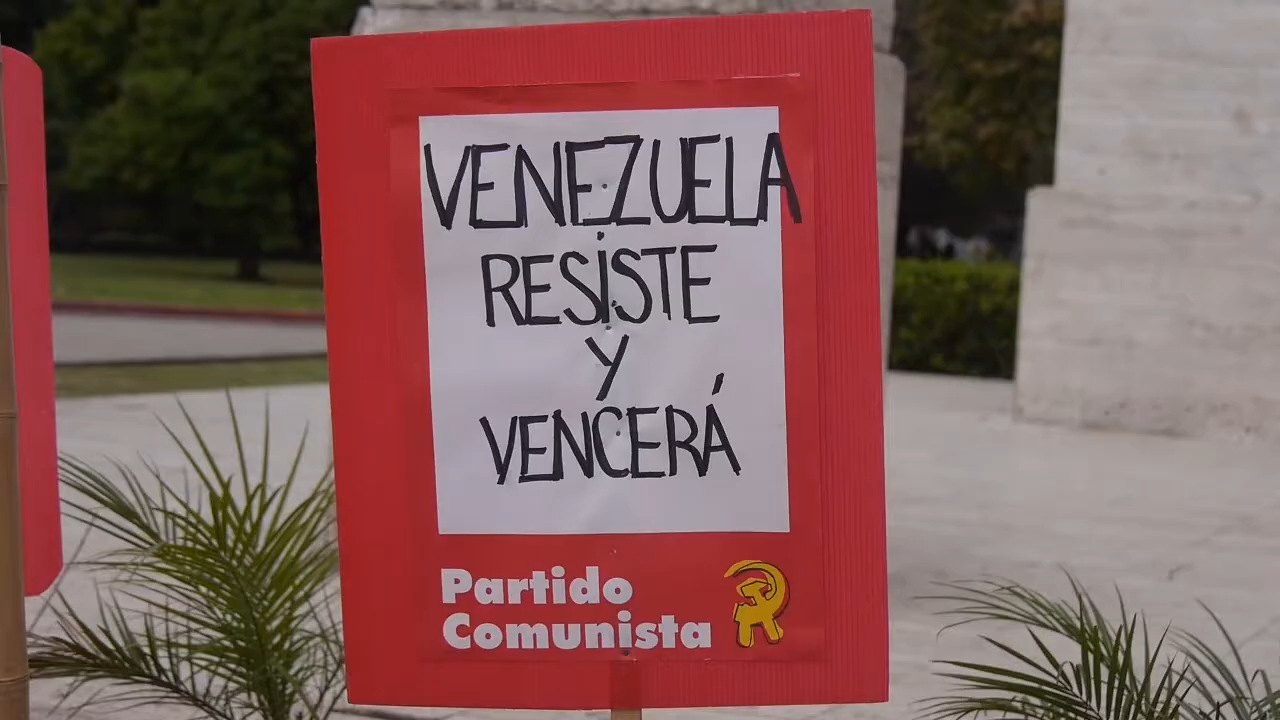 VENEZUELA
RESISTE
Y
VENCERÁ
Partido
Comunista